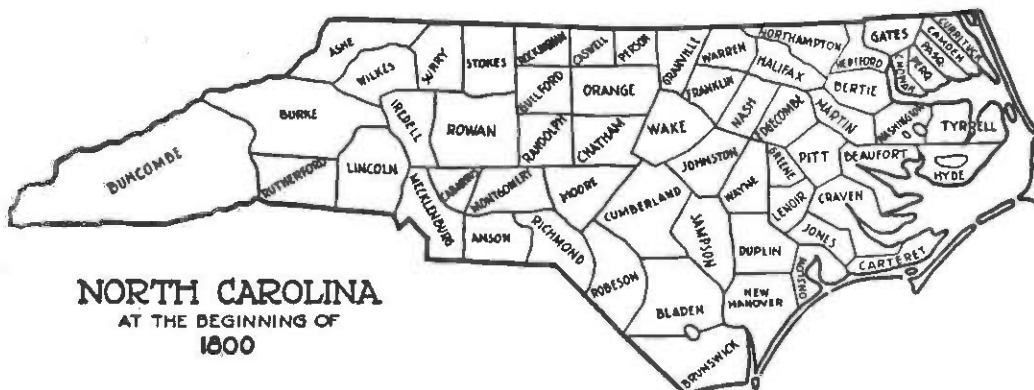 ASHE
WILKES
SURRY
STOKES
ROCKINGHAM
CASWELL
PERSON
GRANVILLE
WARREN
NORTHAMPTON
GATES
CURRITUCK
CAMDEN
PASQ.
PERQ
CHOWAN
HERTFORD
HALIFAX
BERTIE
FRANKLIN
NASH
EDGECOMBE
MARTIN
WASHINGTON
TYRRELL
BURKE
IREDELL
ROWAN
GUILFORD
ORANGE
RANDOLPH
CHATHAM
WAKE
JOHNSTON
WAYNE
GREENE
PITT
BEAUFORT
HYDE
BUMCOMBE
RUTHERFORD
LINCOLN
MECKLENBURG
CABARRUS
MONTGOMERY
MOORE
CUMBERLAND
SAMPSON
LENOIR
CRAVEN
JONES
CARTERET
ANSON
RICHMOND
ROBESON
BLADEN
DUPLIN
ONSLOW
NEW
HANOVER
BRUNSWICK
NORTH CAROLINA
AT THE BEGINNING OF
1800